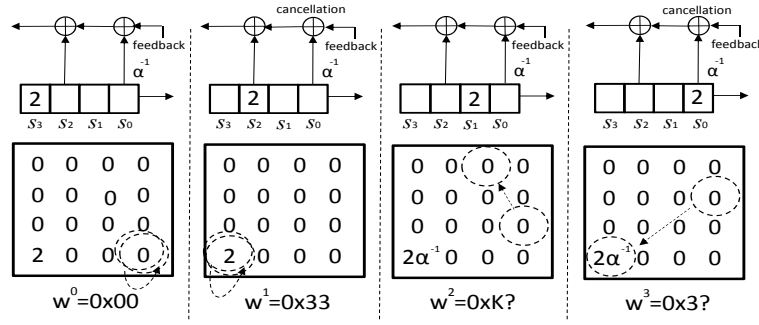 cancellation cancellation
feedback feedback feedback feedback
α⁻¹ α⁻¹ α⁻¹ α⁻¹
2 2 2 2
S₃ S₂ S₁ S₀ S₃ S₂ S₁ S₀ S₃ S₂ S₁ S₀ S₃ S₂ S₁ S₀
0 0 0 0 0 0 0 0 0 0 0 0 0 0 0 0
0 0 0 0 0 0 0 0 0 0 0 0 0 0 0 0
0 0 0 0 0 0 0 0 0 0 0 0 0 0 0 0
2 0 0 0 2 0 0 0 2α⁻¹ 0 0 0 2α⁻¹ 0 0 0
w⁰=0x00 w¹=0x33 w²=0xK? w³=0x3?